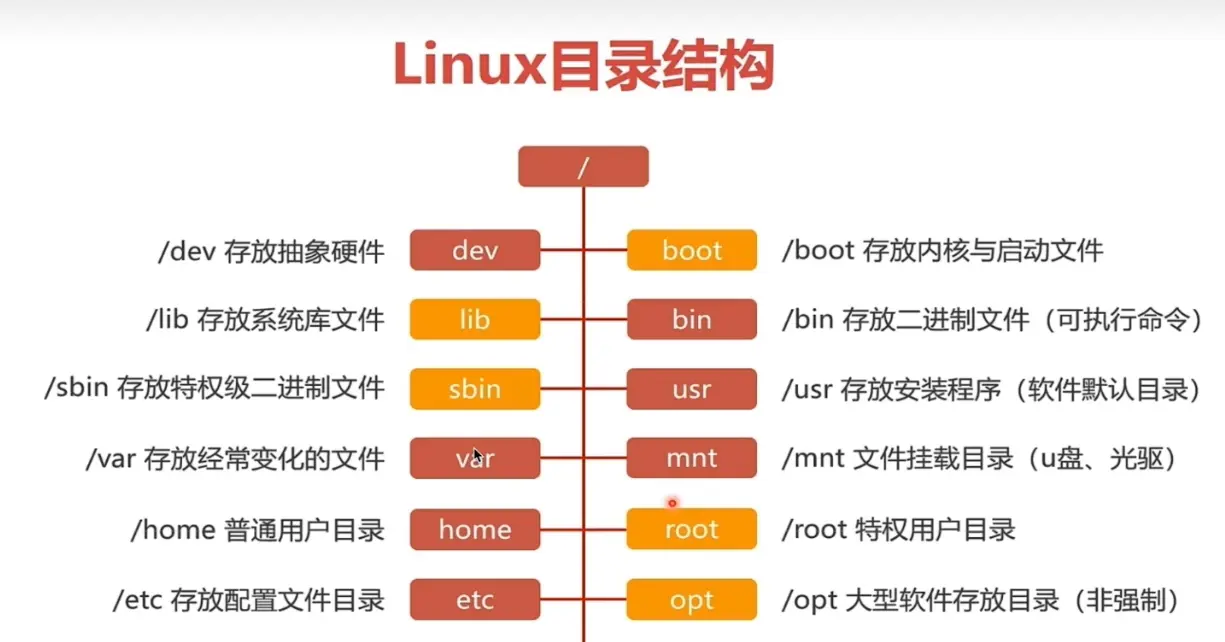 Linux目录结构
/
/dev 存放抽象硬件 dev boot /boot 存放内核与启动文件
/lib 存放系统库文件 lib bin /bin 存放二进制文件（可执行命令）
/sbin 存放特权级二进制文件 sbin usr /usr 存放安装程序（软件默认目录）
/var 存放经常变化的文件 var mnt /mnt 文件挂载目录（u盘、光驱）
/home 普通用户目录 home root /root 特权用户目录
/etc 存放配置文件目录 etc opt /opt 大型软件存放目录（非强制）